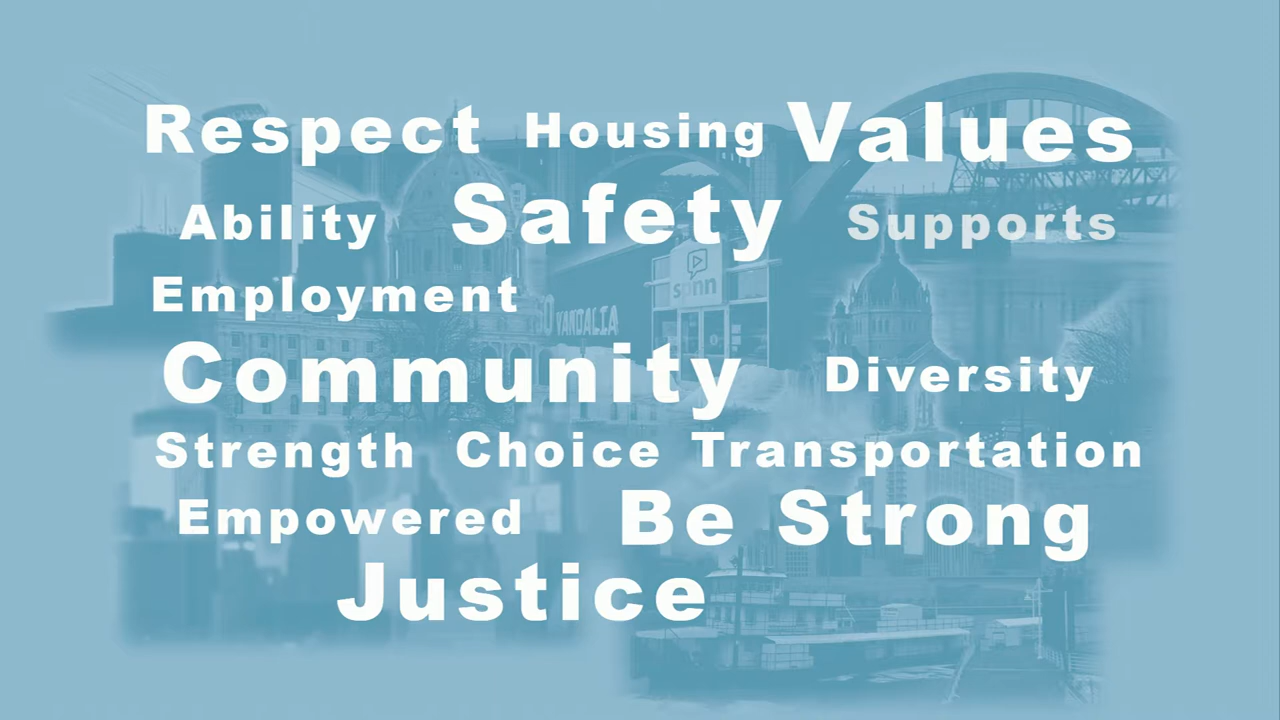 Respect Housing Values
Ability Safety Supports
Employment
spnn
VANDALIA
Community Diversity
Strength Choice Transportation
Empowered Be Strong
Justice